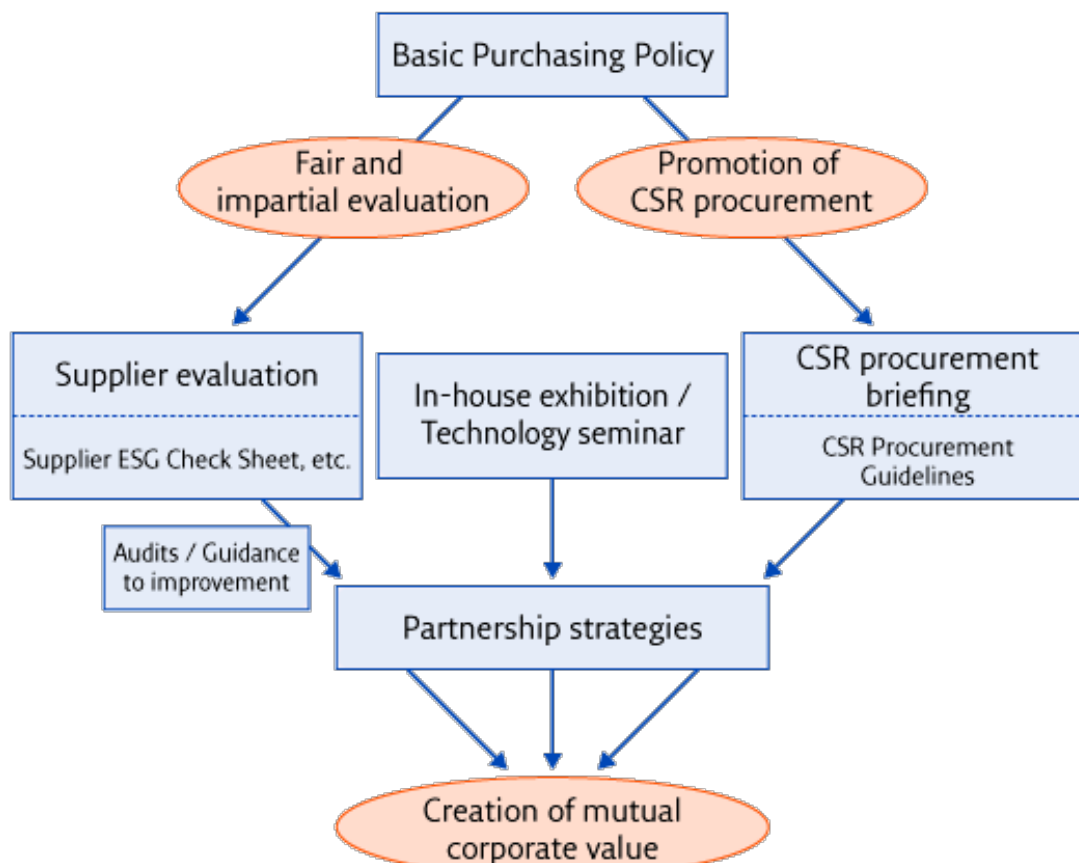 Basic Purchasing Policy
Fair and
impartial evaluation
Promotion of
CSR procurement
Supplier evaluation
Supplier ESG Check Sheet, etc.
In-house exhibition /
Technology seminar
CSR procurement
briefing
CSR Procurement
Guidelines
Audits / Guidance
to improvement
Partnership strategies
Creation of mutual
corporate value